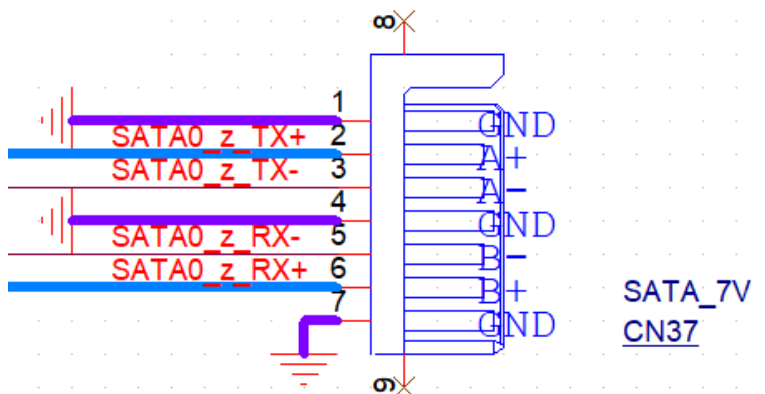 8
1
GND
SATA0_z_TX+ 2
A+
SATA0_z_TX- 3
A-
4
GND
SATA0_z_RX- 5
B-
SATA0_z_RX+ 6
B+
7
GND
SATA_7V
CN37
9